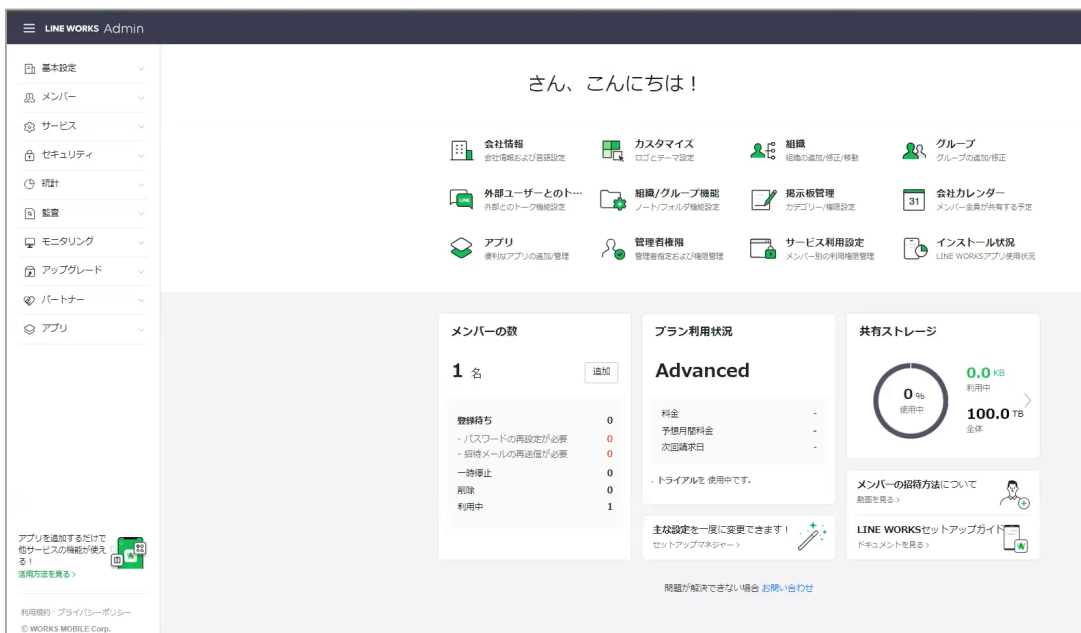 LINE WORKS Admin
基本設定
メンバー
サービス
セキュリティ
統計
監査
モニタリング
アップグレード
パートナー
アプリ
アプリを追加するだけで
他サービスの機能が使え
る!
活用方法を見る >
利用規約・プライバシーポリシー
© WORKS MOBILE Corp.
さん、こんにちは!
会社情報
会社情報および言語設定
カスタマイズ
ロゴとテーマ設定
組織
組織の追加/修正/移動
グループ
グループの追加/修正
外部ユーザーとのト…
外部とのトーク機能設定
組織/グループ機能
ノート/フォルダ機能設定
掲示板管理
カテゴリー/権限設定
31
会社カレンダー
メンバー全員が共有する予定
アプリ
便利なアプリの追加/管理
管理者権限
管理者指定および権限管理
サービス利用設定
メンバー別の利用権限管理
インストール状況
LINE WORKSアプリ使用状況
メンバーの数
1 名
追加
登録待ち 0
- パスワードの再設定が必要 0
- 招待メールの再送信が必要 0
一時停止 0
削除 0
利用中 1
プラン利用状況
Advanced
料金 -
予想月間料金 -
次回請求日 -
· トライアルを 使用中です。
主な設定を一度に変更できます!
セットアップマネジャー >
共有ストレージ
0 %
使用中
0.0 KB
利用中
100.0 TB
全体
メンバーの招待方法について
動画を見る >
LINE WORKSセットアップガイド
ドキュメントを見る >
問題が解決できない場合 お問い合わせ